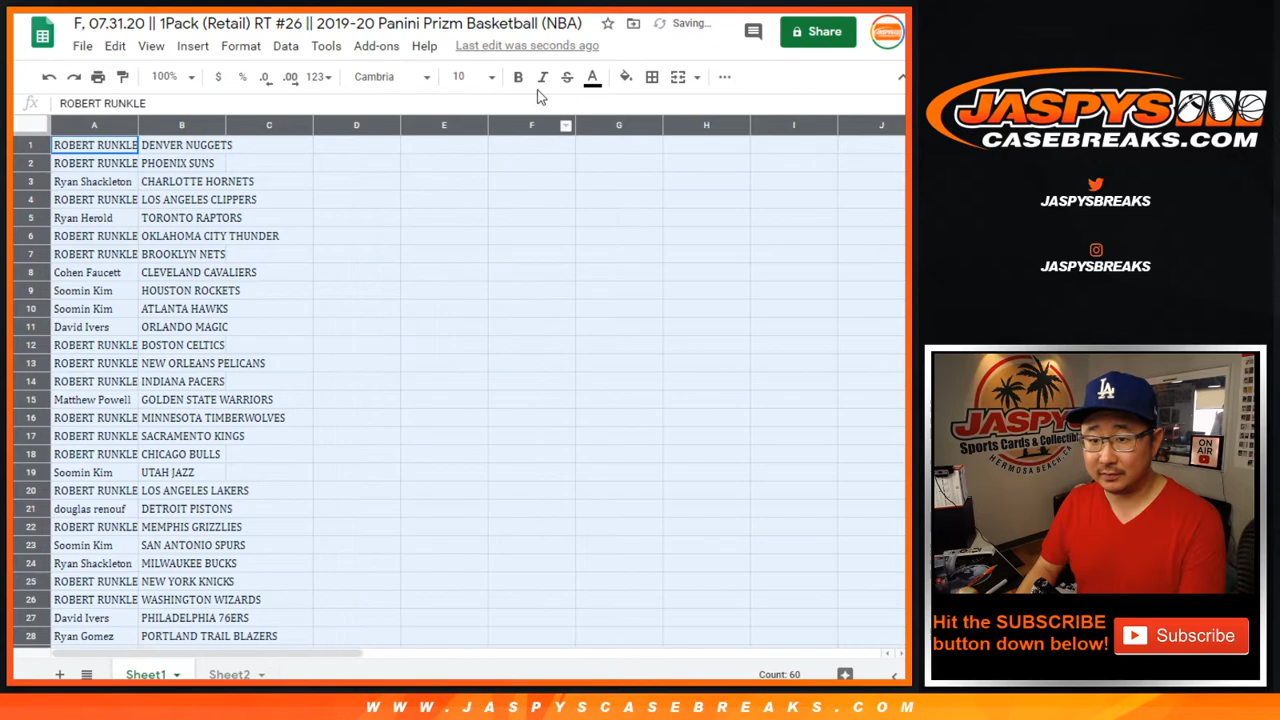 F, 07.31.20 || 1Pack (Retail) RT #26 || 2019-20 Panini Prizm Basketball (NBA)
Saving...
Share
File Edit View Insert Format Data Tools Add-ons Help Last edit was seconds ago
100% $ % .0 .00 123 Cambria 10 B I S A
fx ROBERT RUNKLE
A B C D E F G H I J
1 ROBERT RUNKLE DENVER NUGGETS
2 ROBERT RUNKLE PHOENIX SUNS
3 Ryan Shackleton CHARLOTTE HORNETS
4 ROBERT RUNKLE LOS ANGELES CLIPPERS
5 Ryan Herold TORONTO RAPTORS
6 ROBERT RUNKLE OKLAHOMA CITY THUNDER
7 ROBERT RUNKLE BROOKLYN NETS
8 Cohen Faucett CLEVELAND CAVALIERS
9 Soomin Kim HOUSTON ROCKETS
10 Soomin Kim ATLANTA HAWKS
11 David Ivers ORLANDO MAGIC
12 ROBERT RUNKLE BOSTON CELTICS
13 ROBERT RUNKLE NEW ORLEANS PELICANS
14 ROBERT RUNKLE INDIANA PACERS
15 Matthew Powell GOLDEN STATE WARRIORS
16 ROBERT RUNKLE MINNESOTA TIMBERWOLVES
17 ROBERT RUNKLE SACRAMENTO KINGS
18 ROBERT RUNKLE CHICAGO BULLS
19 Soomin Kim UTAH JAZZ
20 ROBERT RUNKLE LOS ANGELES LAKERS
21 douglas renouf DETROIT PISTONS
22 ROBERT RUNKLE MEMPHIS GRIZZLIES
23 Soomin Kim SAN ANTONIO SPURS
24 Ryan Shackleton MILWAUKEE BUCKS
25 ROBERT RUNKLE NEW YORK KNICKS
26 ROBERT RUNKLE WASHINGTON WIZARDS
27 David Ivers PHILADELPHIA 76ERS
28 Ryan Gomez PORTLAND TRAIL BLAZERS
Sheet1 Sheet2 Count: 60
JASPYS
CASEBREAKS.COM
JASPYSBREAKS
JASPYSBREAKS
JASPY'S
Sports Cards & Collectibl
HERMOSA BEACH, CA
LA
ON
AIR
Hit the SUBSCRIBE
button down below!
Subscribe
WWW.JASPYSCASEBREAKS.COM